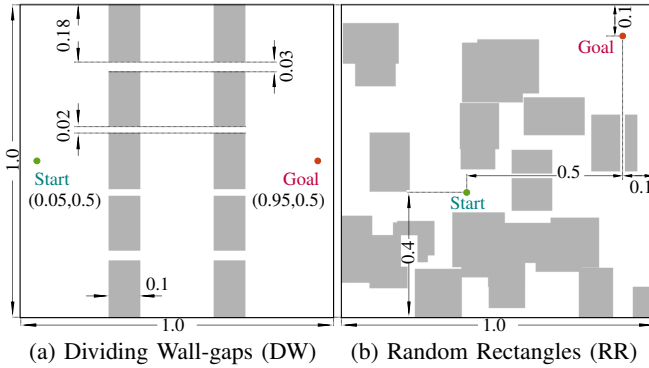 0.18
0.03
0.02
1.0
Start
(0.05,0.5)
Goal
(0.95,0.5)
0.1
1.0
(a) Dividing Wall-gaps (DW)
0.1
Goal
0.5
0.1
Start
0.4
1.0
(b) Random Rectangles (RR)